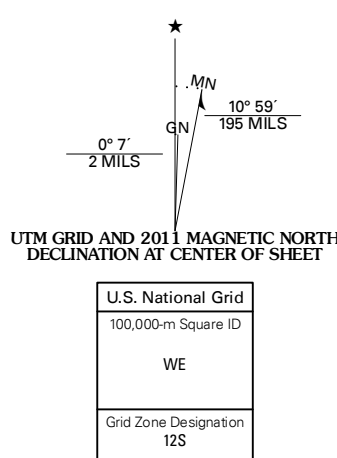 ★
MN
GN
10° 59´
195 MILS
0° 7´
2 MILS
UTM GRID AND 2011 MAGNETIC NORTH
DECLINATION AT CENTER OF SHEET
U.S. National Grid
100,000-m Square ID
WE
Grid Zone Designation
12S